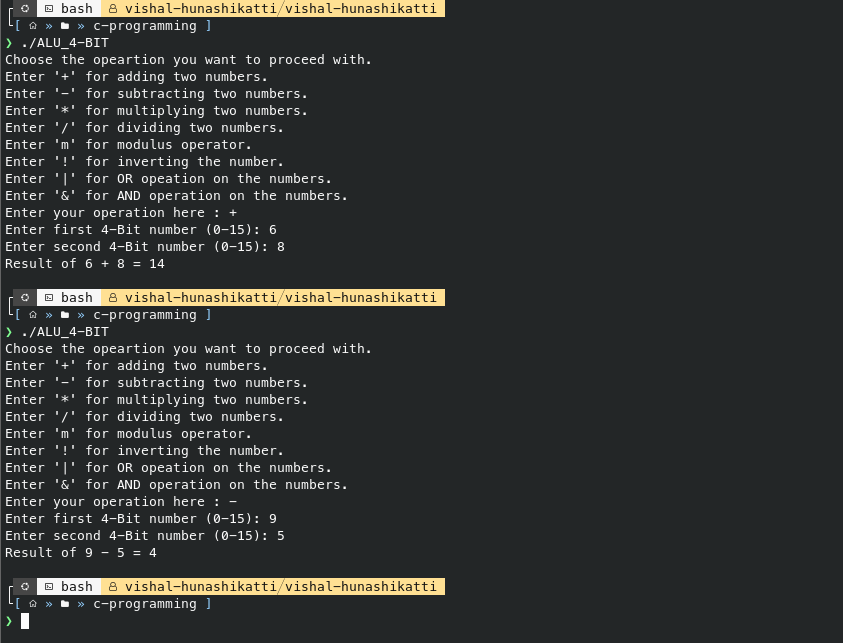 bash vishal-hunashikatti/vishal-hunashikatti
[ » » c-programming ]
❯ ./ALU_4-BIT
Choose the opeartion you want to proceed with.
Enter '+' for adding two numbers.
Enter '-' for subtracting two numbers.
Enter '*' for multiplying two numbers.
Enter '/' for dividing two numbers.
Enter 'm' for modulus operator.
Enter '!' for inverting the number.
Enter '|' for OR opeation on the numbers.
Enter '&' for AND operation on the numbers.
Enter your operation here : +
Enter first 4-Bit number (0-15): 6
Enter second 4-Bit number (0-15): 8
Result of 6 + 8 = 14
bash vishal-hunashikatti/vishal-hunashikatti
[ » » c-programming ]
❯ ./ALU_4-BIT
Choose the opeartion you want to proceed with.
Enter '+' for adding two numbers.
Enter '-' for subtracting two numbers.
Enter '*' for multiplying two numbers.
Enter '/' for dividing two numbers.
Enter 'm' for modulus operator.
Enter '!' for inverting the number.
Enter '|' for OR opeation on the numbers.
Enter '&' for AND operation on the numbers.
Enter your operation here : -
Enter first 4-Bit number (0-15): 9
Enter second 4-Bit number (0-15): 5
Result of 9 - 5 = 4
bash vishal-hunashikatti/vishal-hunashikatti
[ » » c-programming ]
❯